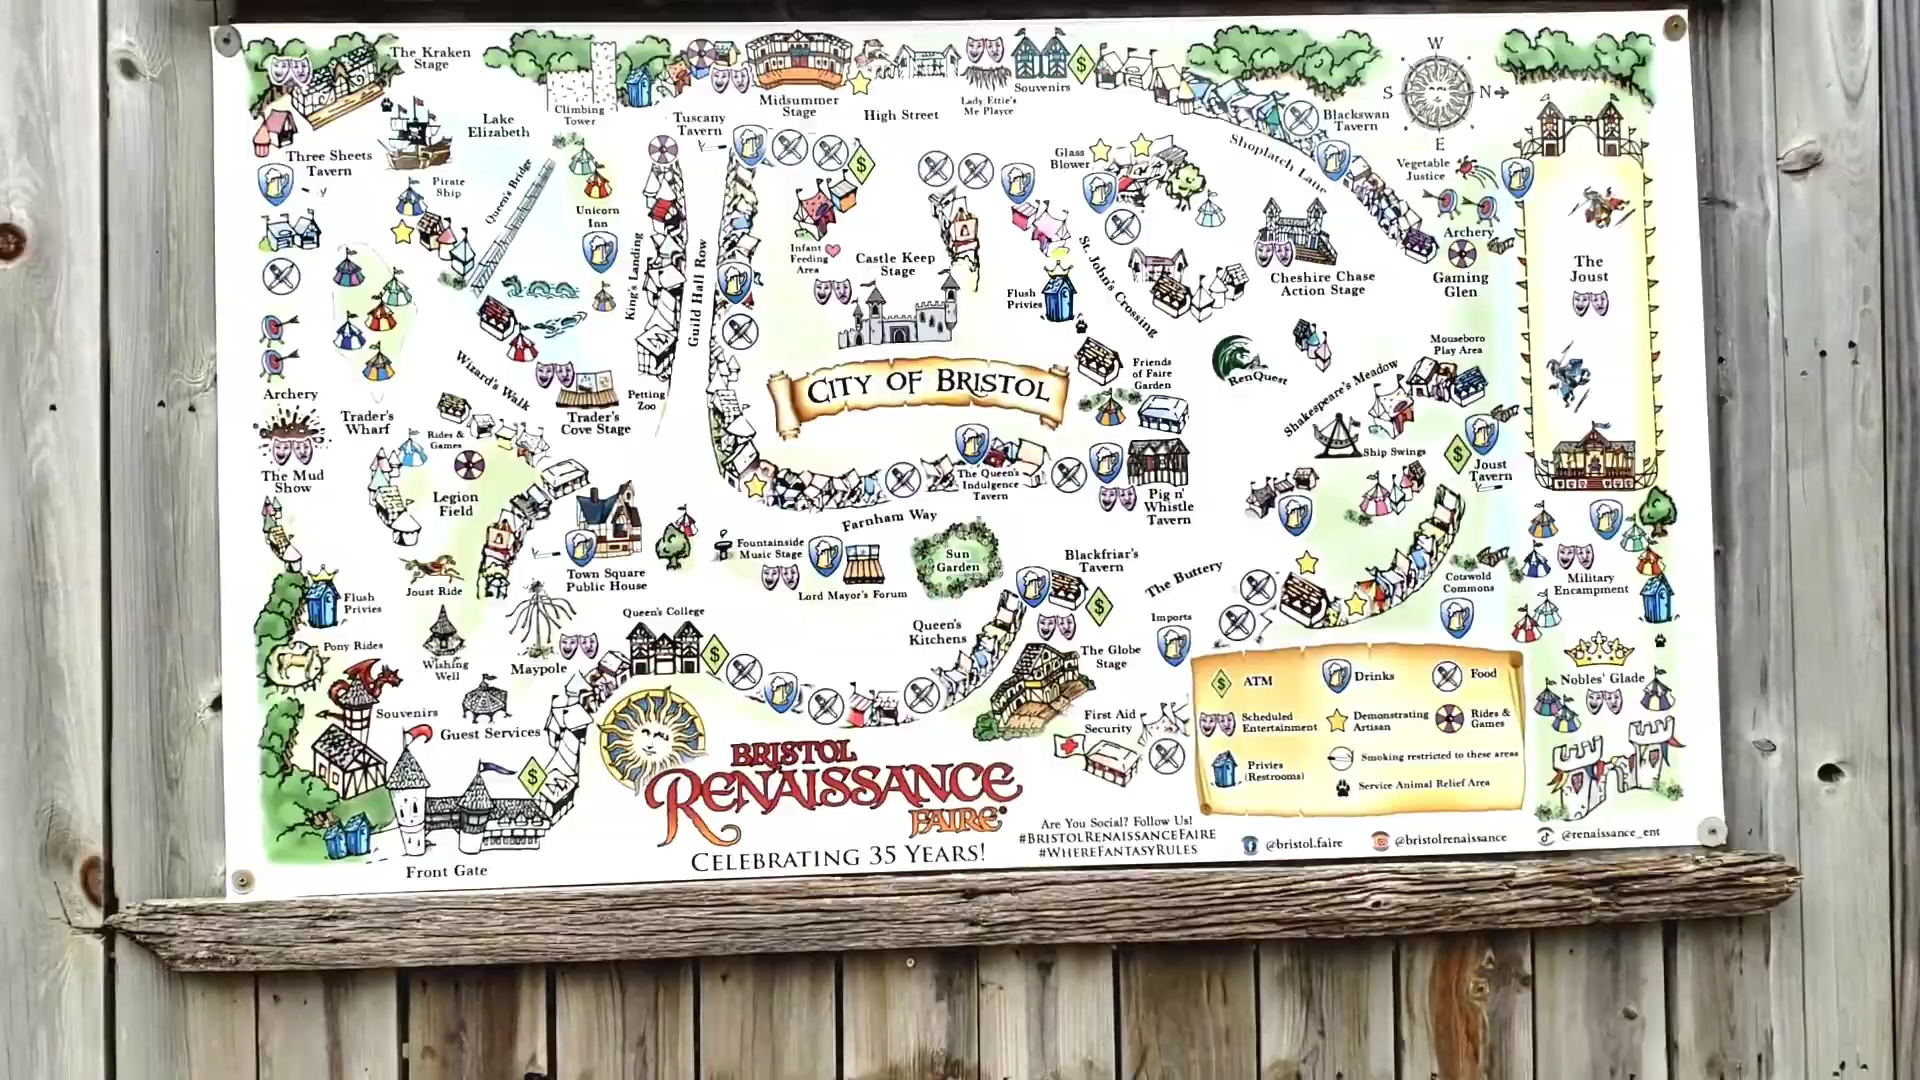 The Kraken
Stage
Climbing
Tower
Lake
Elizabeth
Tuscany
Tavern
Midsummer
Stage
High Street
Lady Ettie's
Me Playce
Souvenirs
$
Blackswan
Tavern
Shoplatch Lane
W
S
N
E
Three Sheets
Tavern
Pirate
Ship
Queen's Bridge
Unicorn
Inn
King's Landing
Guild Hall Row
$
Infant
Feeding
Area
Castle Keep
Stage
Glass
Blower
Flush
Privies
St. John's Crossing
Cheshire Chase
Action Stage
Vegetable
Justice
Archery
Gaming
Glen
The
Joust
Archery
Trader's
Wharf
Wizard's Walk
Trader's
Cove Stage
Petting
Zoo
City of Bristol
Friends
of Faire
Garden
RenQuest
Shakespeare's Meadow
Mouseboro
Play Area
Ship Swings
$
Joust
Tavern
The Mud
Show
Rides &
Games
Legion
Field
The Queen's
Indulgence
Tavern
Pig n'
Whistle
Tavern
Farnham Way
Town Square
Public House
Fountainside
Music Stage
Lord Mayor's Forum
Sun
Garden
Blackfriar's
Tavern
The Buttery
Cotswold
Commons
Military
Encampment
Flush
Privies
Joust Ride
Pony Rides
Wishing
Well
Maypole
Queen's College
$
Queen's
Kitchens
$
The Globe
Stage
Imports
Nobles' Glade
Souvenirs
Guest Services
$
Front Gate
First Aid
Security
$
ATM
Drinks
Food
Scheduled
Entertainment
Demonstrating
Artisan
Rides &
Games
Privies
(Restrooms)
Smoking restricted to these areas
Service Animal Relief Area
Bristol
Renaissance
Faire
Celebrating 35 Years!
Are You Social? Follow Us!
#BristolRenaissanceFaire
#WhereFantasyRules
@bristol.faire
@bristolrenaissance
@renaissance_ent